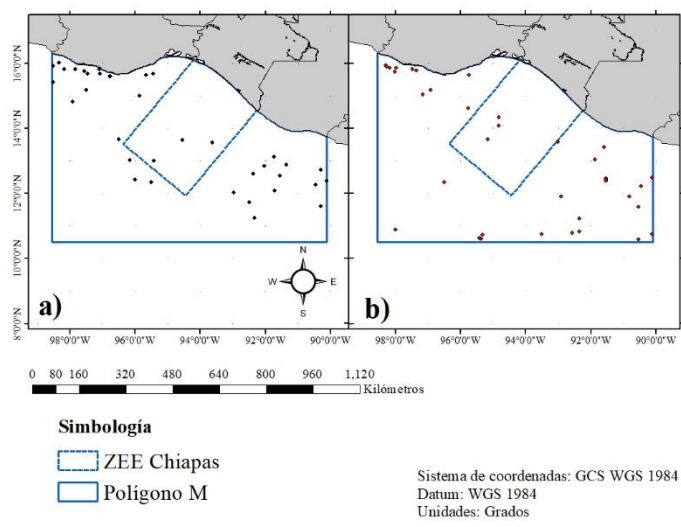 16°0'0"N
14°0'0"N
12°0'0"N
10°0'0"N
8°0'0"N
a)
N
W E
S
b)
98°0'0"W 96°0'0"W 94°0'0"W 92°0'0"W 90°0'0"W 98°0'0"W 96°0'0"W 94°0'0"W 92°0'0"W 90°0'0"W
0 80 160 320 480 640 800 960 1,120
Kilómetros
Simbología
ZEE Chiapas
Polígono M
Sistema de coordenadas: GCS WGS 1984
Datum: WGS 1984
Unidades: Grados